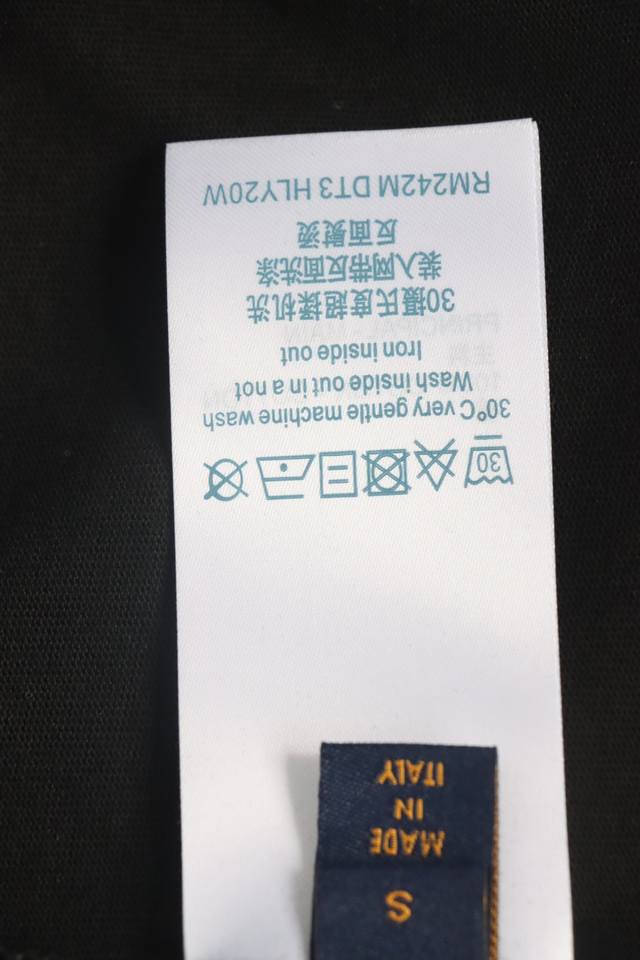 S
MADE
IN
ITALY
30
30°C very gentle machine wash
Wash inside out in a not
Iron inside out
30摄氏度超揉机洗
装入网带反面洗涤
反面熨烫
RM242M DT3 HLY20W